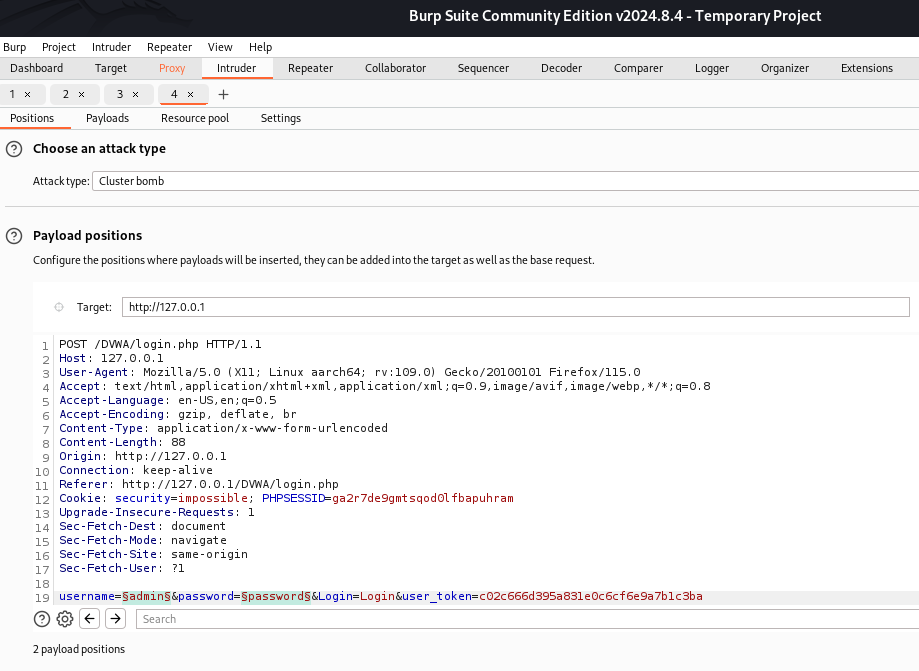 Burp Suite Community Edition v2024.8.4 - Temporary Project
Burp Project Intruder Repeater View Help
Dashboard Target Proxy Intruder Repeater Collaborator Sequencer Decoder Comparer Logger Organizer Extensions
1 × 2 × 3 × 4 × +
Positions Payloads Resource pool Settings
? Choose an attack type
Attack type: Cluster bomb
? Payload positions
Configure the positions where payloads will be inserted, they can be added into the target as well as the base request.
Target: http://127.0.0.1
1 POST /DVWA/login.php HTTP/1.1
2 Host: 127.0.0.1
3 User-Agent: Mozilla/5.0 (X11; Linux aarch64; rv:109.0) Gecko/20100101 Firefox/115.0
4 Accept: text/html,application/xhtml+xml,application/xml;q=0.9,image/avif,image/webp,*/*;q=0.8
5 Accept-Language: en-US,en;q=0.5
6 Accept-Encoding: gzip, deflate, br
7 Content-Type: application/x-www-form-urlencoded
8 Content-Length: 88
9 Origin: http://127.0.0.1
10 Connection: keep-alive
11 Referer: http://127.0.0.1/DVWA/login.php
12 Cookie: security=impossible; PHPSESSID=ga2r7de9gmtsqod0lfbapuhram
13 Upgrade-Insecure-Requests: 1
14 Sec-Fetch-Dest: document
15 Sec-Fetch-Mode: navigate
16 Sec-Fetch-Site: same-origin
17 Sec-Fetch-User: ?1
18
19 username=§admin§&password=§password§&Login=Login&user_token=c02c666d395a831e0c6cf6e9a7b1c3ba
? Search
2 payload positions